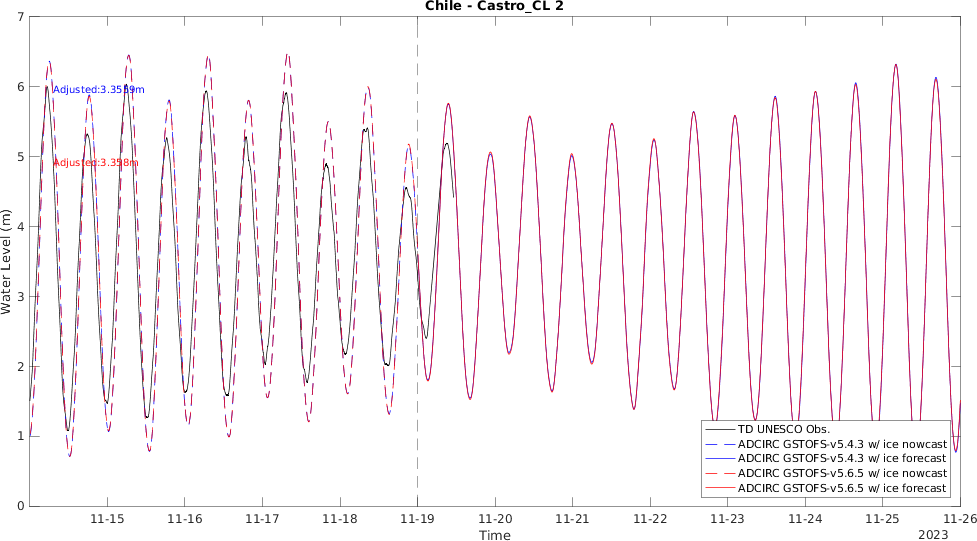 Chile - Castro_CL 2
7
6
5
4
3
2
1
0
Water Level (m)
Adjusted:3.3559m
Adjusted:3.358m
TD UNESCO Obs.
ADCIRC GSTOFS-v5.4.3 w/ ice nowcast
ADCIRC GSTOFS-v5.4.3 w/ ice forecast
ADCIRC GSTOFS-v5.6.5 w/ ice nowcast
ADCIRC GSTOFS-v5.6.5 w/ ice forecast
11-15 11-16 11-17 11-18 11-19 11-20 11-21 11-22 11-23 11-24 11-25 11-26
Time
2023